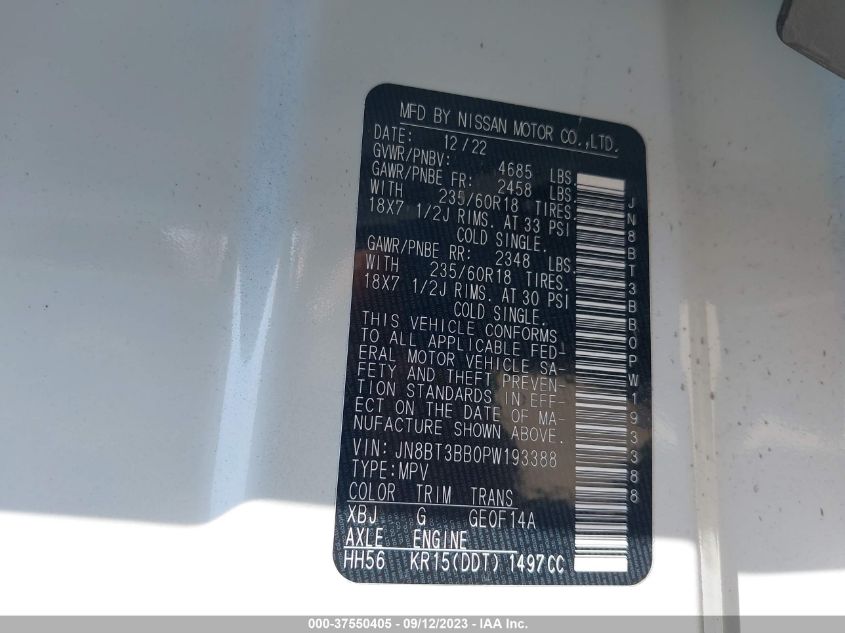 MFD BY NISSAN MOTOR CO.,LTD.
DATE: 12/22
GVWR/PNBV: 4685 LBS
GAWR/PNBE FR: 2458 LBS.
WITH 235/60R18 TIRES.
18X7 1/2J RIMS. AT 33 PSI
COLD SINGLE.
GAWR/PNBE RR: 2348 LBS.
WITH 235/60R18 TIRES.
18X7 1/2J RIMS. AT 30 PSI
COLD SINGLE.
THIS VEHICLE CONFORMS
TO ALL APPLICABLE FED-
ERAL MOTOR VEHICLE SA-
FETY AND THEFT PREVEN-
TION STANDARDS IN EFF-
ECT ON THE DATE OF MA-
NUFACTURE SHOWN ABOVE.
VIN: JN8BT3BB0PW193388
TYPE:MPV
COLOR TRIM TRANS
XBJ G GE0F14A
AXLE ENGINE
HH56 KR15(DDT) 1497CC
JN8BT3BB0PW193388
000-37550405 - 09/12/2023 - IAA Inc.